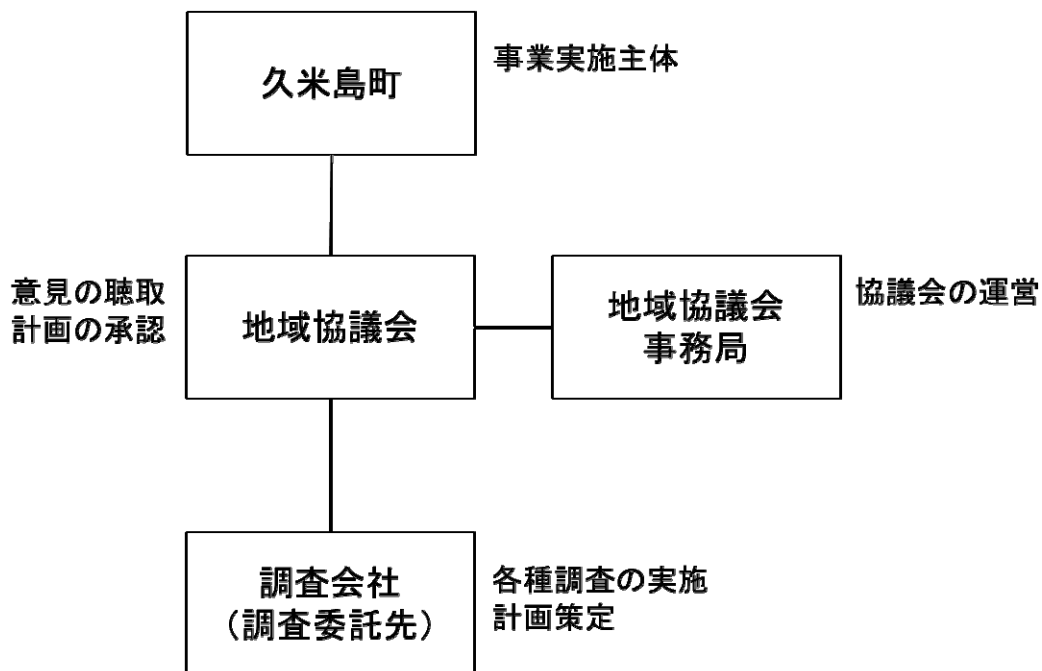 久米島町
事業実施主体
意見の聴取
計画の承認
地域協議会
地域協議会
事務局
協議会の運営
調査会社
（調査委託先）
各種調査の実施
計画策定